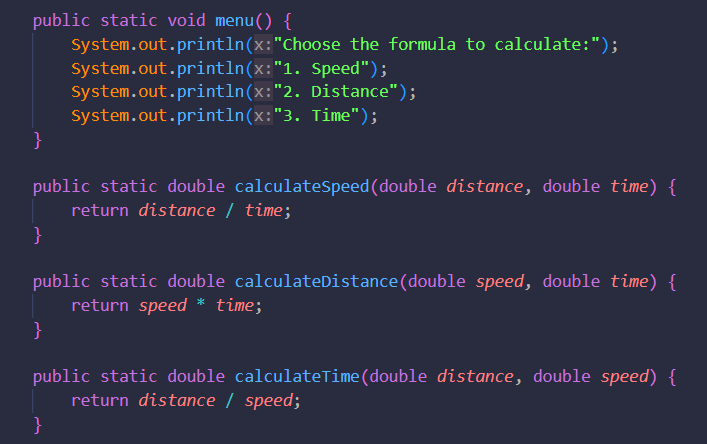 public static void menu() {
System.out.println(x:"Choose the formula to calculate:");
System.out.println(x:"1. Speed");
System.out.println(x:"2. Distance");
System.out.println(x:"3. Time");
}
public static double calculateSpeed(double distance, double time) {
return distance / time;
}
public static double calculateDistance(double speed, double time) {
return speed * time;
}
public static double calculateTime(double distance, double speed) {
return distance / speed;
}